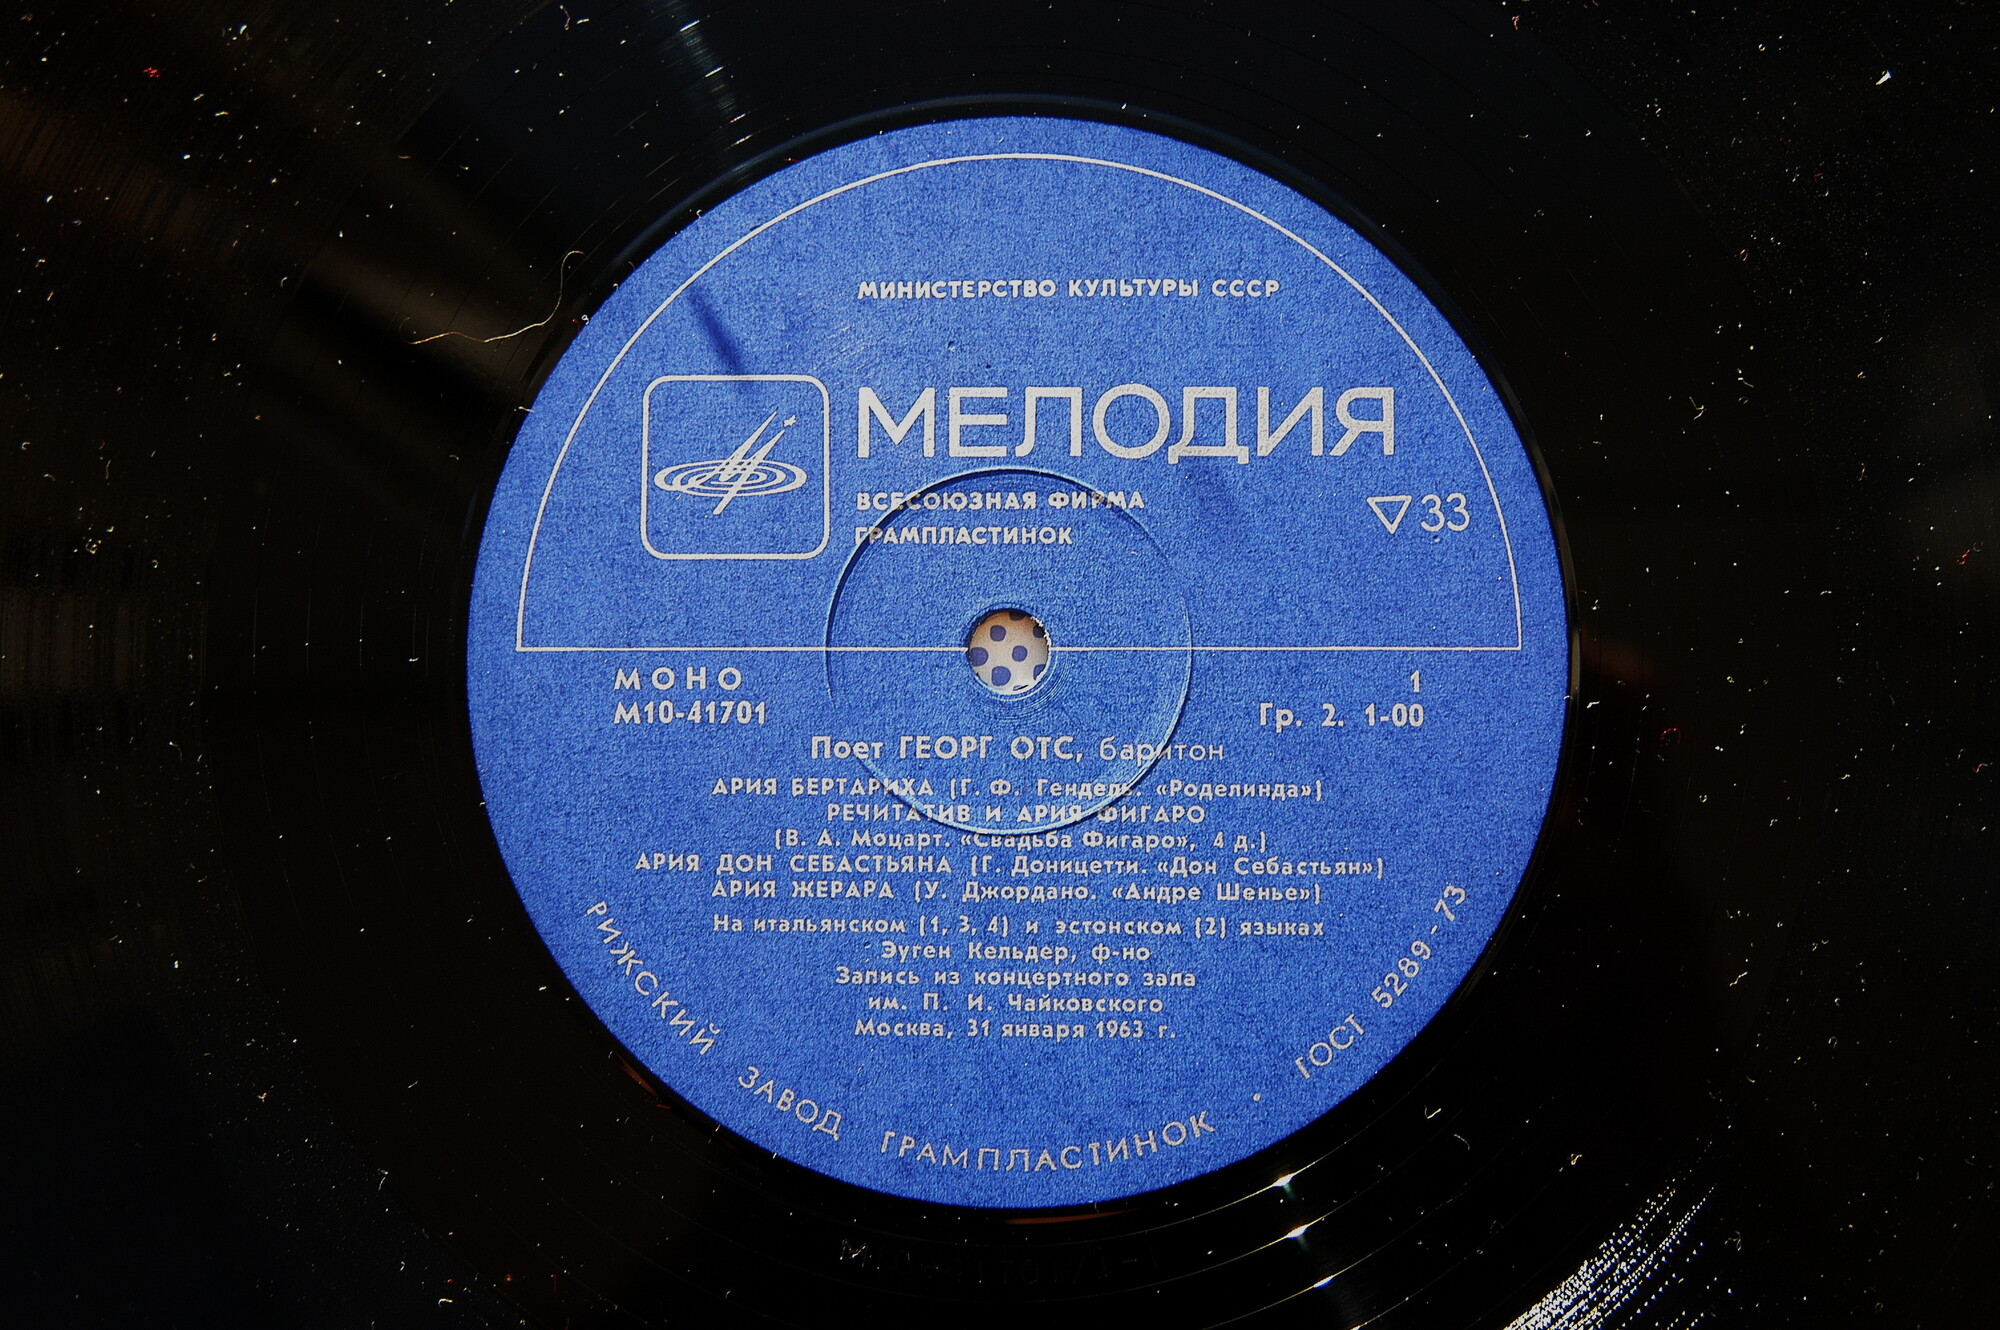 МИНИСТЕРСТВО КУЛЬТУРЫ СССР
МЕЛОДИЯ
ВСЕСОЮЗНАЯ ФИРМА
ГРАМПЛАСТИНОК
▽33
МОНО
М10-41701
1
Гр. 2. 1-00
Поет ГЕОРГ ОТС, баритон
АРИЯ БЕРТАРИХА (Г. Ф. Гендель. «Роделинда»)
РЕЧИТАТИВ И АРИЯ ФИГАРО
(В. А. Моцарт. «Свадьба Фигаро», 4 д.)
АРИЯ ДОН СЕБАСТЬЯНА (Г. Доницетти. «Дон Себастьян»)
АРИЯ ЖЕРАРА (У. Джордано. «Андре Шенье»)
На итальянском (1, 3, 4) и эстонском (2) языках
Эуген Кельдер, ф-но
Запись из концертного зала
им. П. И. Чайковского
Москва, 31 января 1963 г.
РИЖСКИЙ ЗАВОД ГРАМПЛАСТИНОК • ГОСТ 5289-73